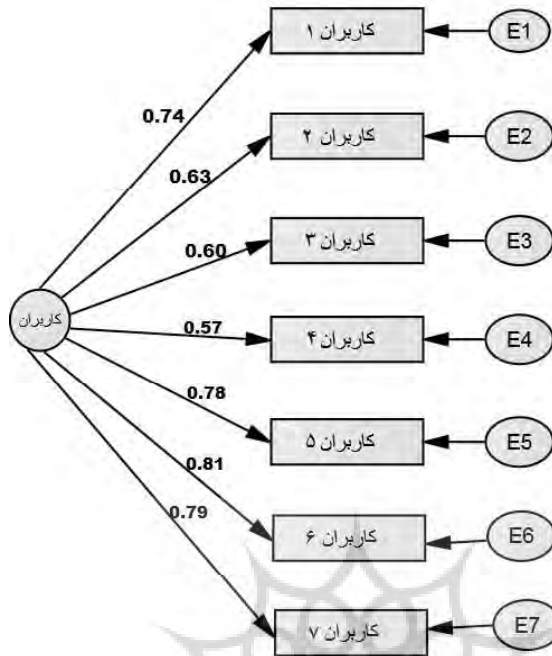 کاربران ۱
E1
0.74
کاربران ۲
E2
0.63
کاربران ۳
E3
0.60
کاربران
کاربران ۴
E4
0.57
کاربران ۵
E5
0.78
کاربران ۶
E6
0.81
کاربران ۷
E7
0.79